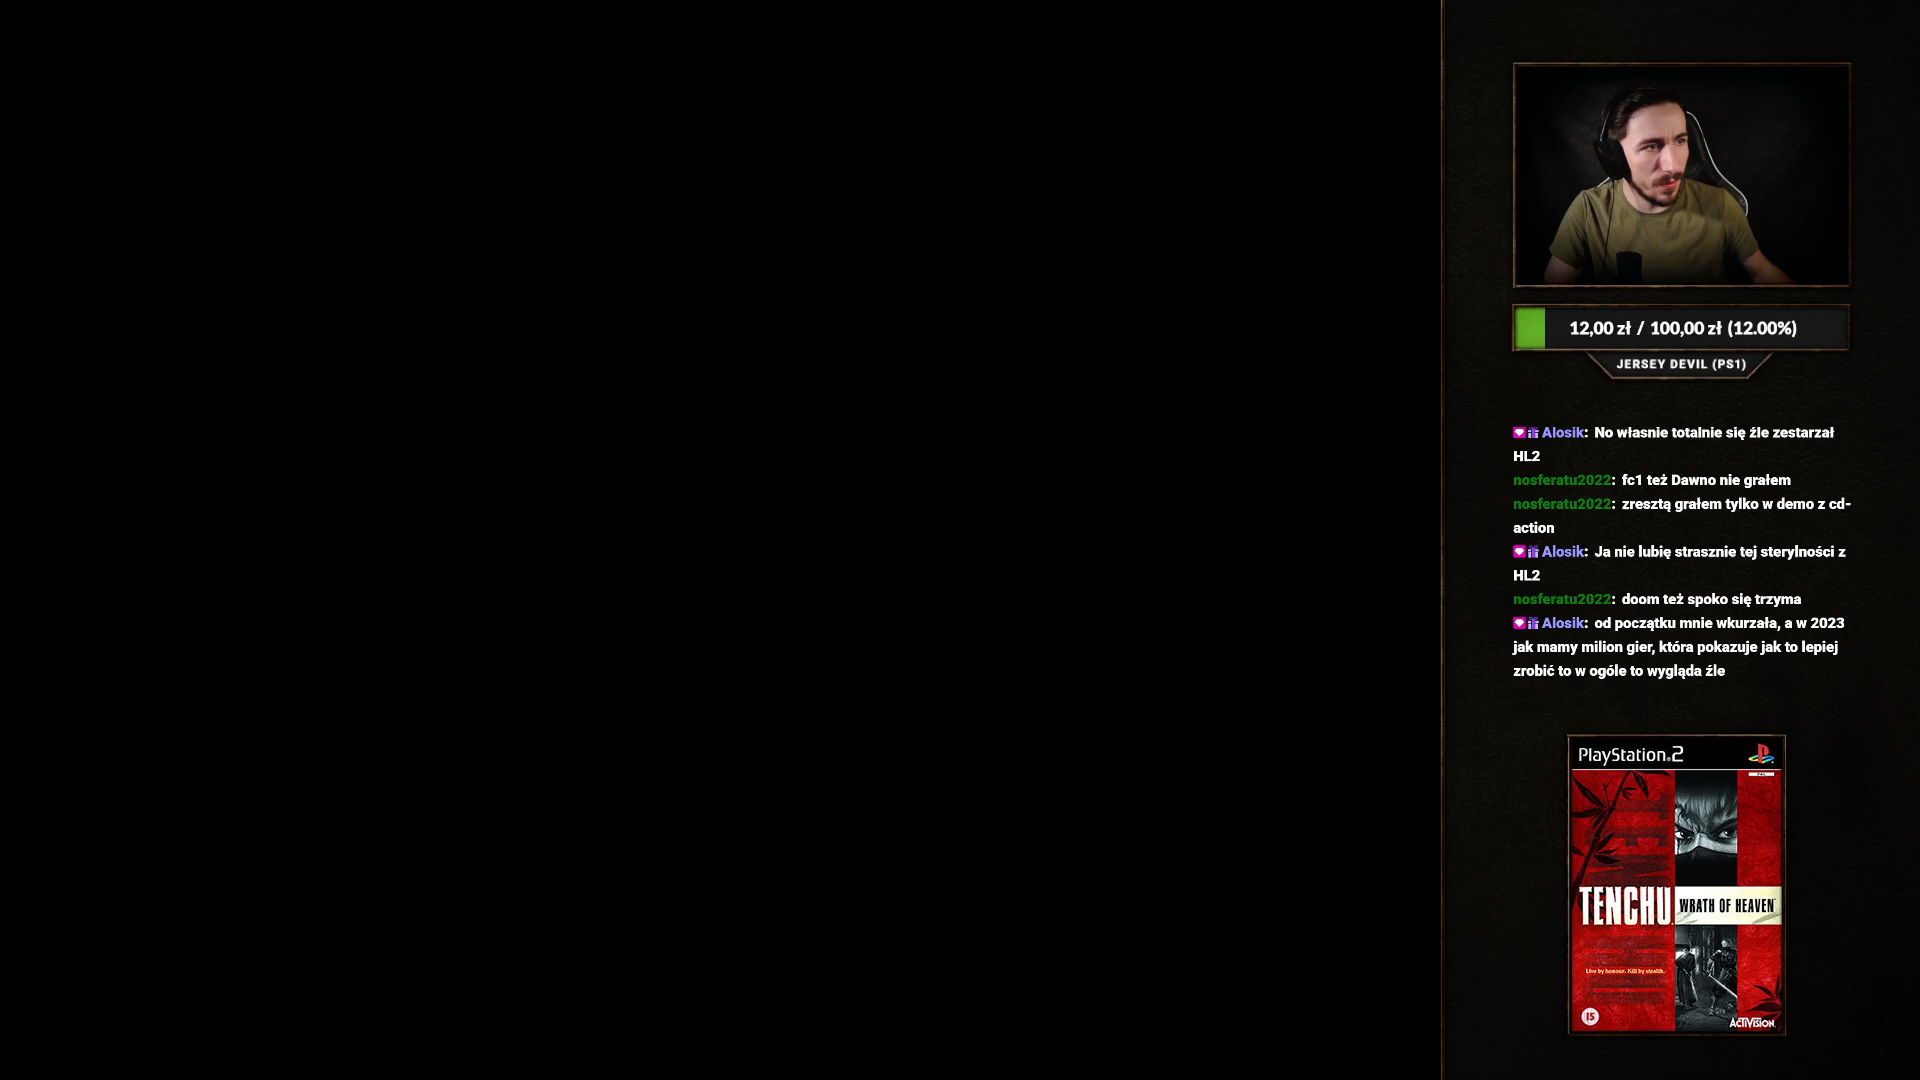 12,00 zł / 100,00 zł (12.00%)
JERSEY DEVIL (PS1)
Alosik: No własnie totalnie się źle zestarzał
HL2
nosferatu2022: fc1 też Dawno nie grałem
nosferatu2022: zresztą grałem tylko w demo z cd-
action
Alosik: Ja nie lubię strasznie tej sterylności z
HL2
nosferatu2022: doom też spoko się trzyma
Alosik: od początku mnie wkurzała, a w 2023
jak mamy milion gier, która pokazuje jak to lepiej
zrobić to w ogóle to wygląda źle
PlayStation.2
TENCHU
WRATH OF HEAVEN
Live by honour. Kill by stealth.
15
ACTIVISION